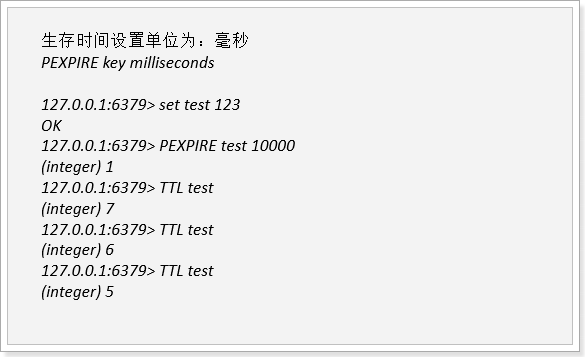 生存时间设置单位为：毫秒
PEXPIRE key milliseconds
127.0.0.1:6379> set test 123
OK
127.0.0.1:6379> PEXPIRE test 10000
(integer) 1
127.0.0.1:6379> TTL test
(integer) 7
127.0.0.1:6379> TTL test
(integer) 6
127.0.0.1:6379> TTL test
(integer) 5